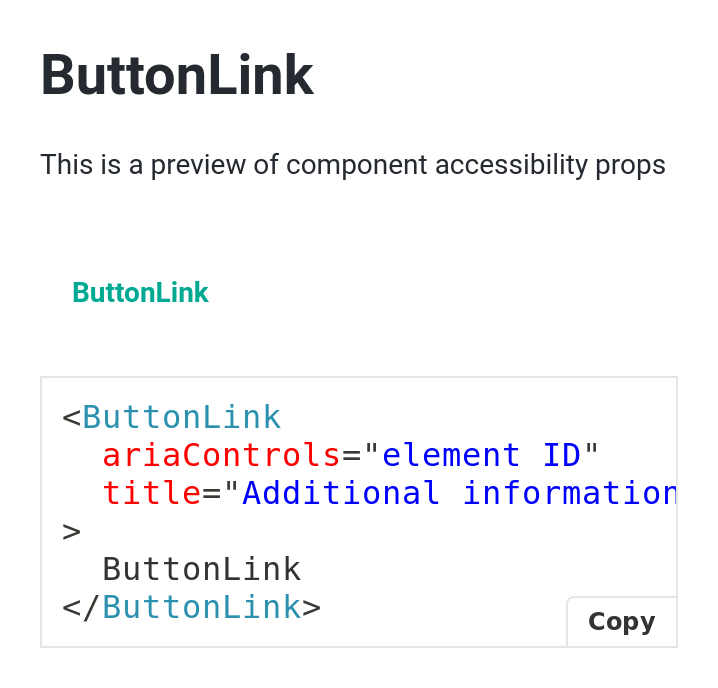 ButtonLink
This is a preview of component accessibility props
ButtonLink
<ButtonLink
  ariaControls="element ID"
  title="Additional information
>
  ButtonLink
</ButtonLink>
Copy